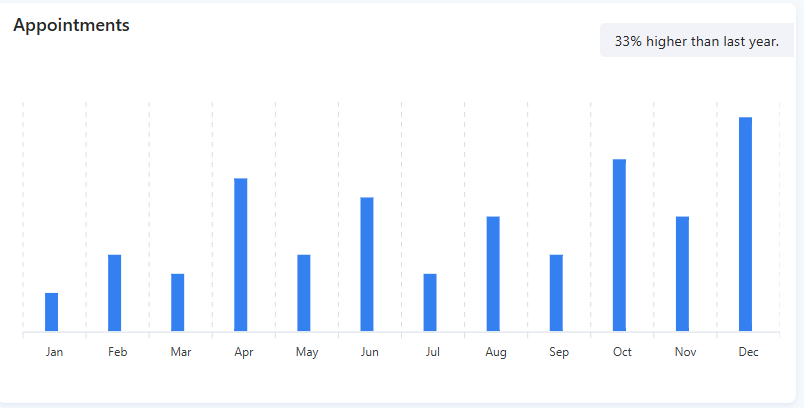 Appointments
33% higher than last year.
Jan Feb Mar Apr May Jun Jul Aug Sep Oct Nov Dec